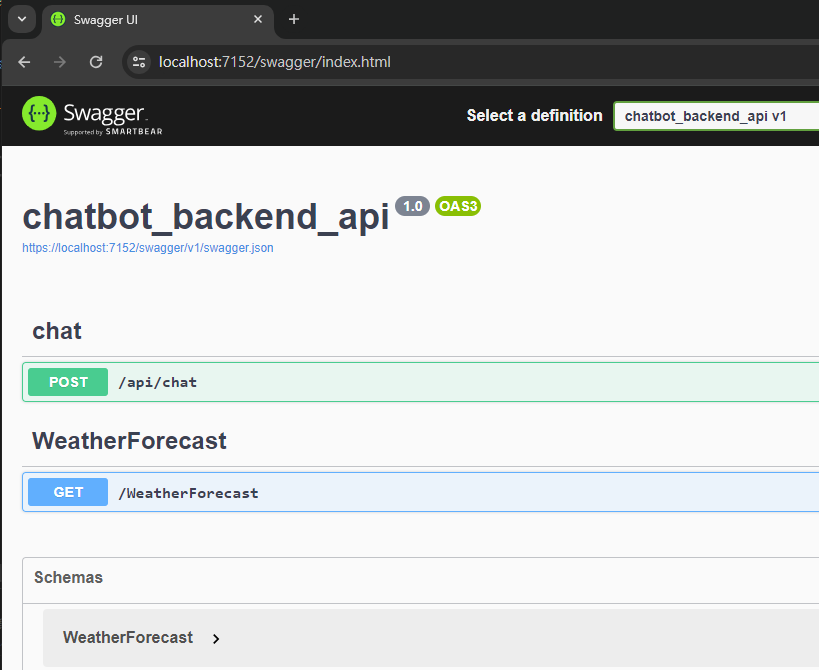 Swagger UI
localhost:7152/swagger/index.html
Swagger.
Supported by SMARTBEAR
Select a definition
chatbot_backend_api v1
chatbot_backend_api 1.0 OAS3
https://localhost:7152/swagger/v1/swagger.json
chat
POST /api/chat
WeatherForecast
GET /WeatherForecast
Schemas
WeatherForecast